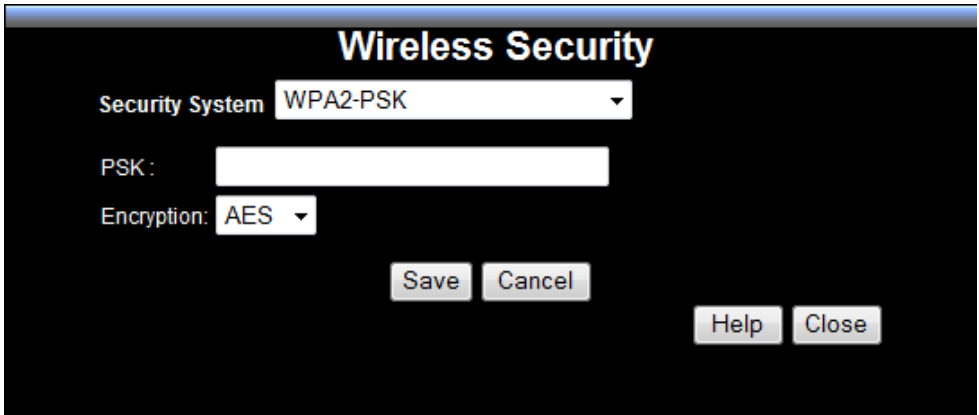 Wireless Security
Security System WPA2-PSK
PSK :
Encryption: AES
Save Cancel
Help Close